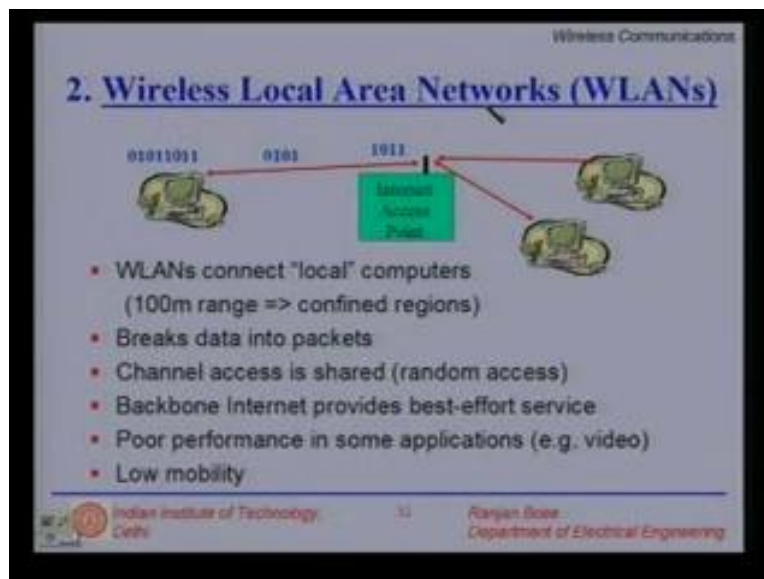 Wireless Communications
2. Wireless Local Area Networks (WLANs)
01011011 0101 1011
Internet
Access
Point
WLANs connect "local" computers
(100m range => confined regions)
Breaks data into packets
Channel access is shared (random access)
Backbone Internet provides best-effort service
Poor performance in some applications (e.g. video)
Low mobility
Indian Institute of Technology, Ranjan Bose
Delhi Department of Electrical Engineering